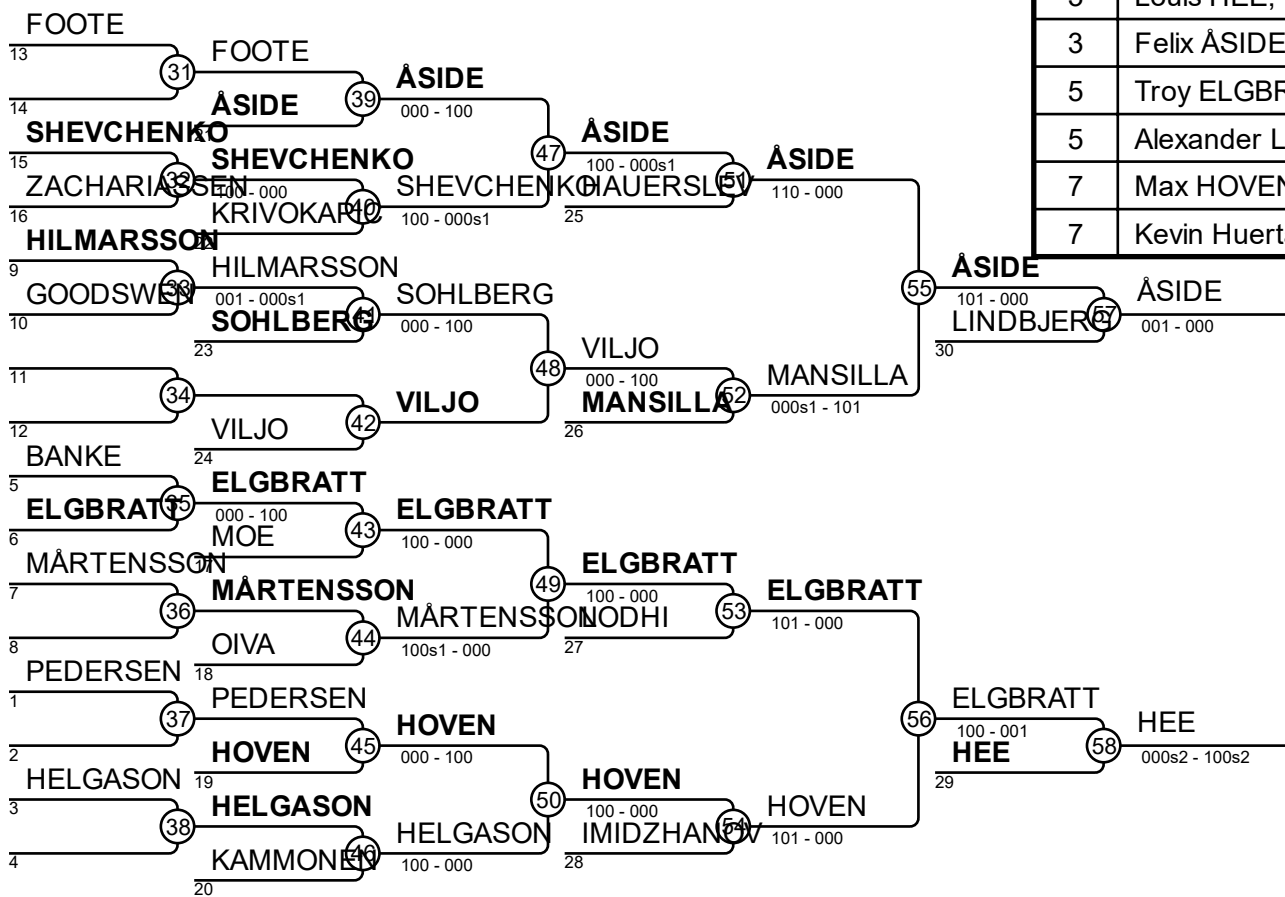 3 Louis HEE,
3 Felix ÅSIDE
5 Troy ELGBR
5 Alexander L
7 Max HOVEN
7 Kevin Huert
FOOTE
13
31
14
FOOTE
39
ÅSIDE
21
ÅSIDE
000 - 100
SHEVCHENKO
15
32
ZACHARIASSEN
16
SHEVCHENKO
100 - 000
40
KRIVOKAPIC
22
SHEVCHENKO
100 - 000s1
47
ÅSIDE
100 - 000s1
51
HAUERSLEV
25
ÅSIDE
110 - 000
HILMARSSON
9
33
GOODSWEN
10
HILMARSSON
001 - 000s1
41
SOHLBERG
23
SOHLBERG
000 - 100
11
34
12
42
VILJO
24
VILJO
48
VILJO
000 - 100
52
MANSILLA
26
MANSILLA
000s1 - 101
55
ÅSIDE
101 - 000
57
LINDBJERG
30
ÅSIDE
001 - 000
BANKE
5
35
ELGBRATT
6
ELGBRATT
000 - 100
43
MOE
17
ELGBRATT
100 - 000
MÅRTENSSON
7
36
8
MÅRTENSSON
44
OIVA
18
MÅRTENSSON
100s1 - 000
49
ELGBRATT
100 - 000
53
LODHI
27
ELGBRATT
101 - 000
PEDERSEN
1
37
2
PEDERSEN
45
HOVEN
19
HOVEN
000 - 100
HELGASON
3
38
4
HELGASON
46
KAMMONEN
20
HELGASON
100 - 000
50
HOVEN
100 - 000
54
IMIDZHANOV
28
HOVEN
101 - 000
56
ELGBRATT
100 - 001
58
HEE
29
HEE
000s2 - 100s2